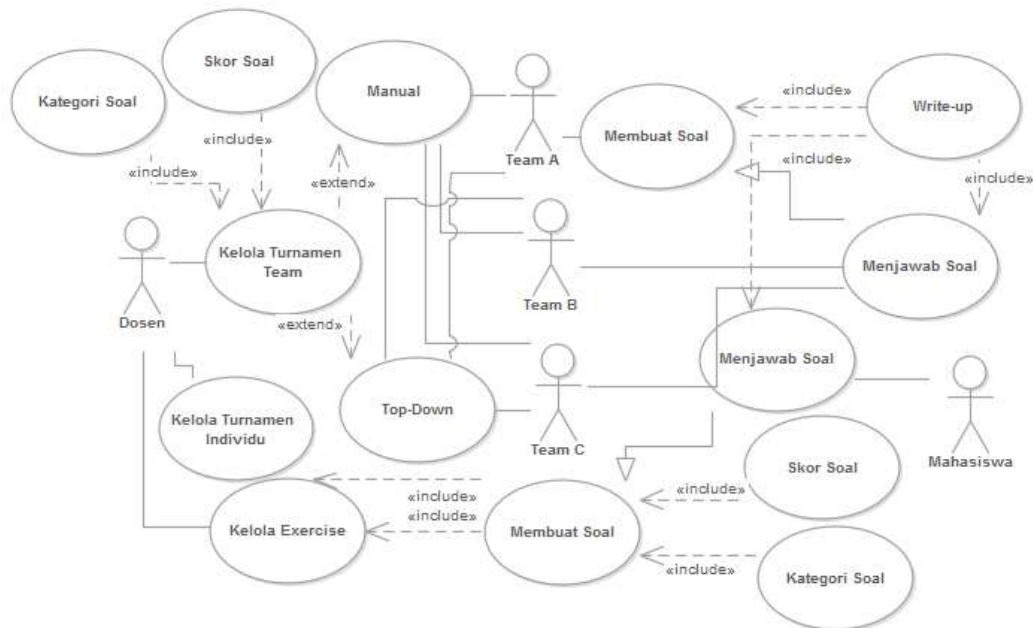 Skor Soal
Kategori Soal
Manual
Write-up
«include»
Membuat Soal
«include»
Team A
«include»
«include»
«extend»
«include»
Kelola Turnamen
Team
Menjawab Soal
Team B
Dosen
«extend»
Menjawab Soal
Top-Down
Kelola Turnamen
Individu
Team C
Mahasiswa
Skor Soal
«include»
«include»
«include»
Kelola Exercise
Membuat Soal
«include»
Kategori Soal